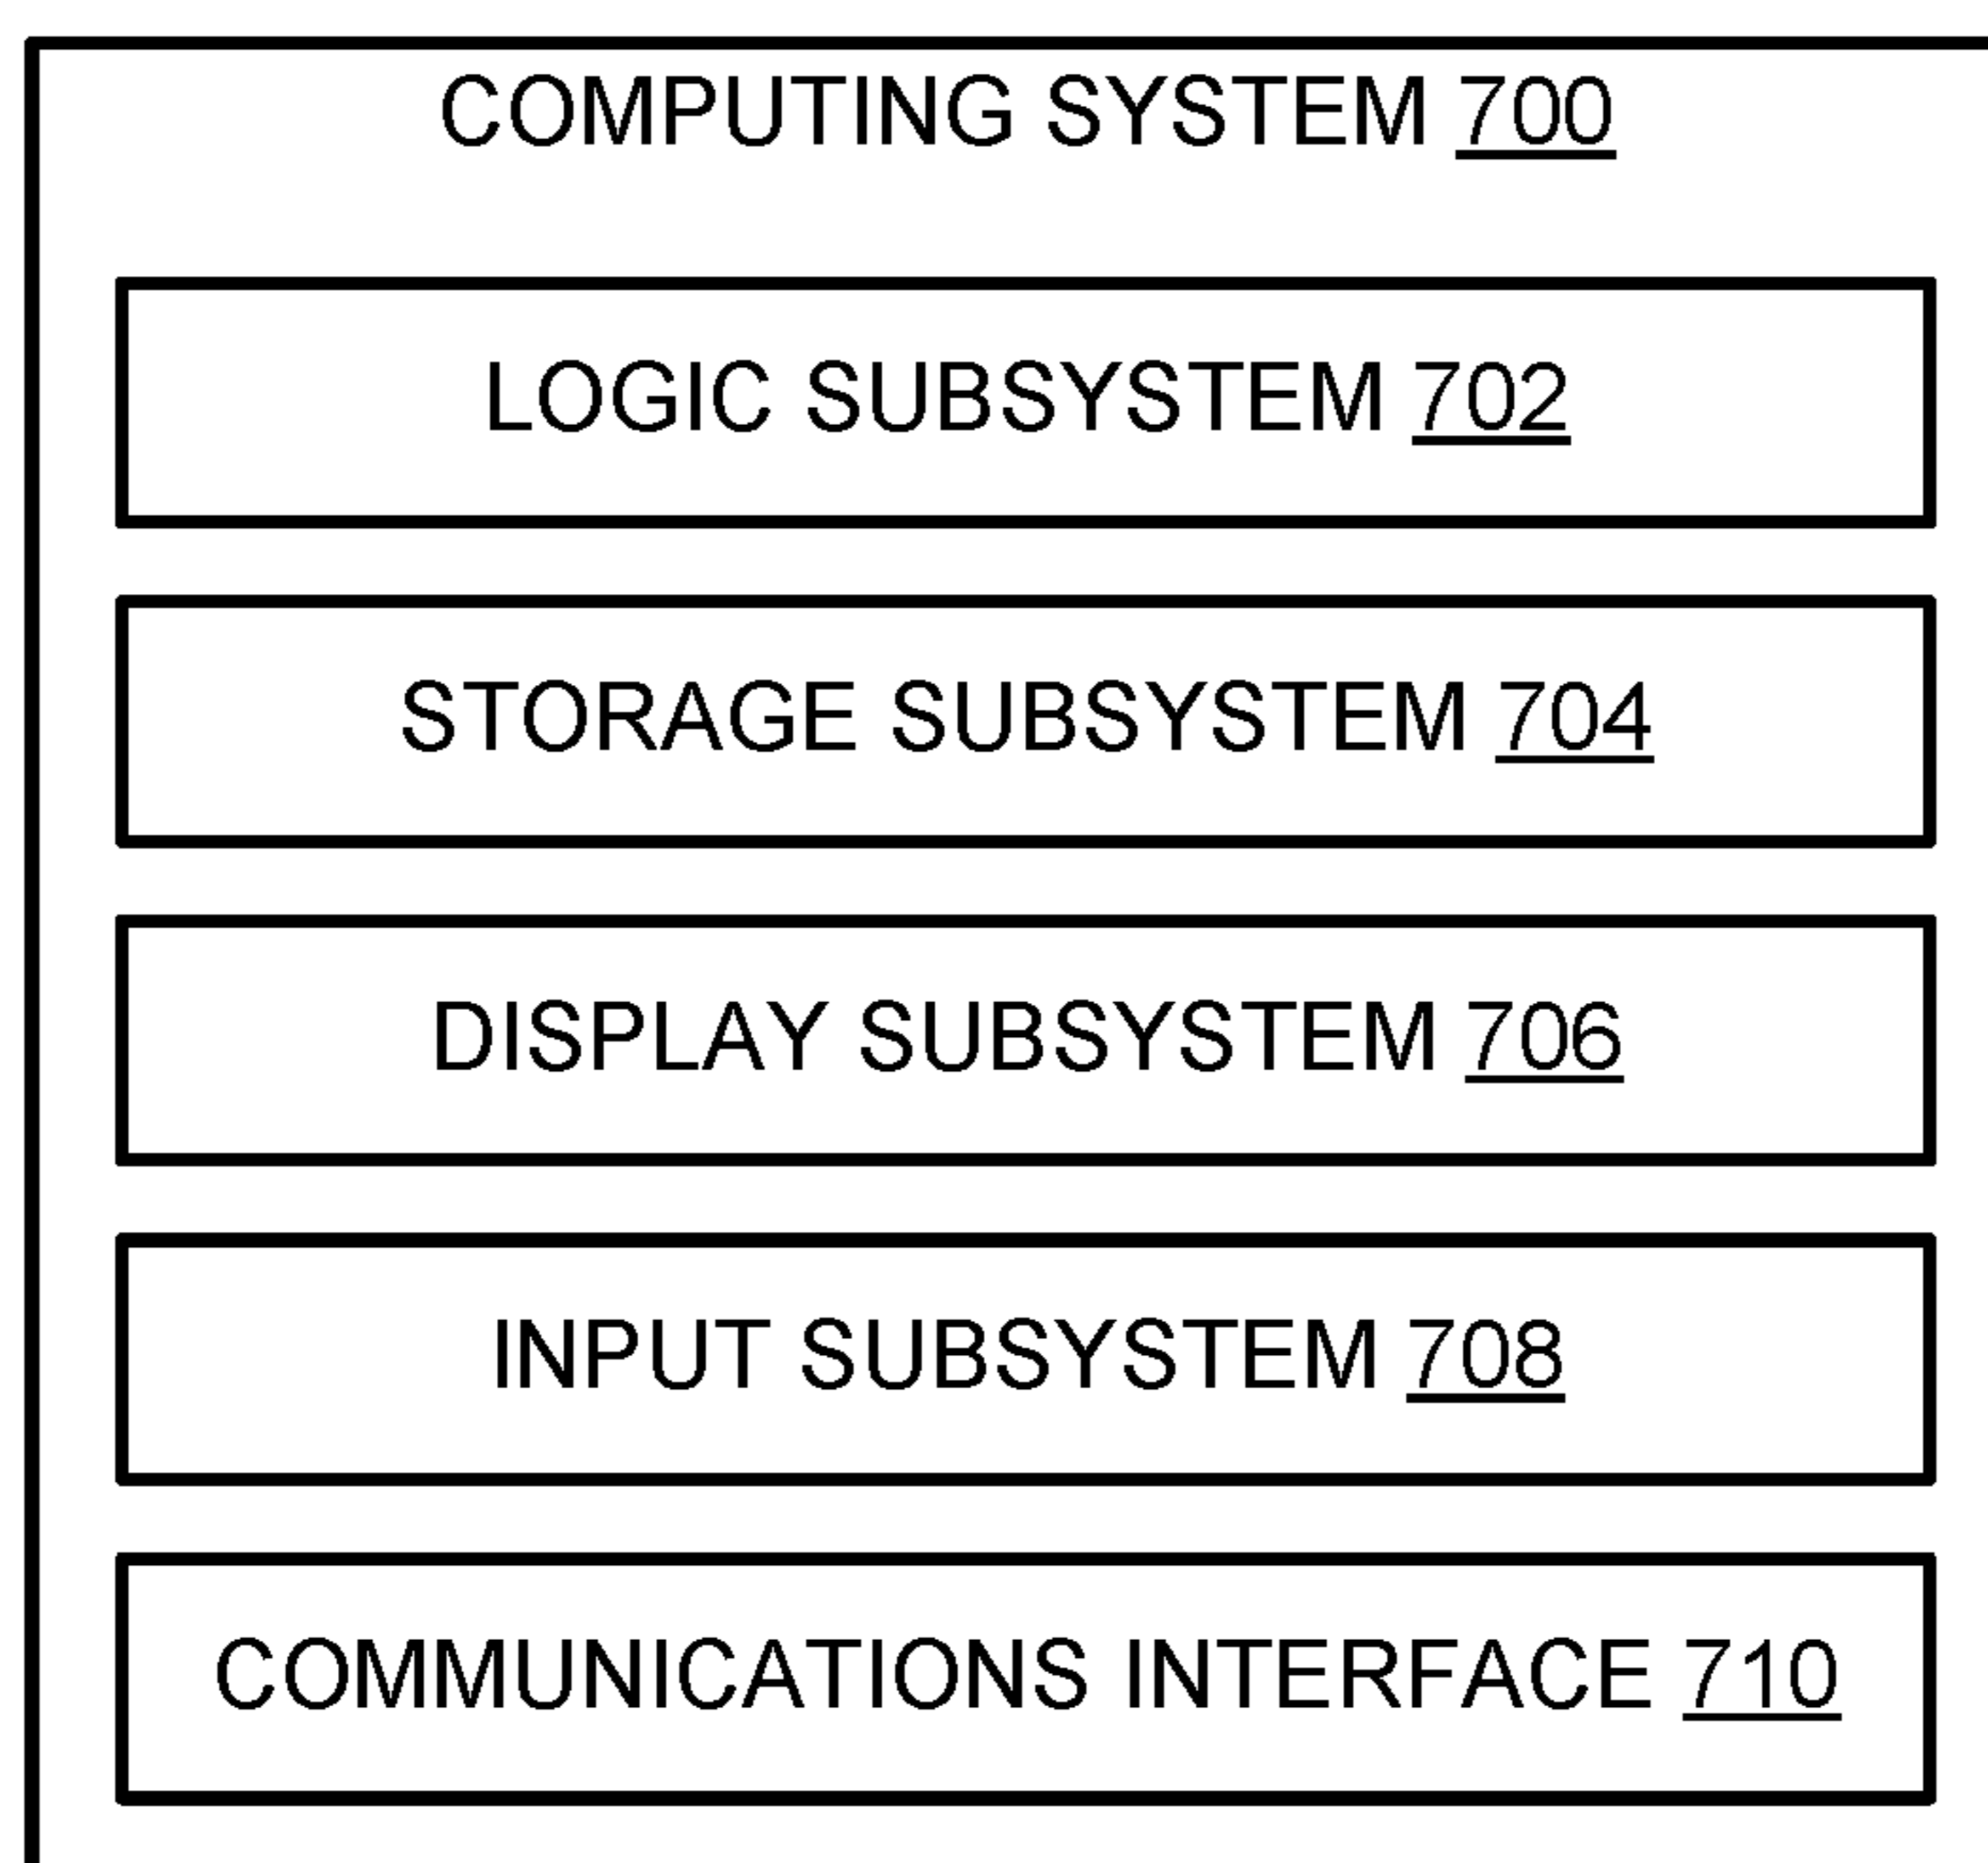 COMPUTING SYSTEM 700
LOGIC SUBSYSTEM 702
STORAGE SUBSYSTEM 704
DISPLAY SUBSYSTEM 706
INPUT SUBSYSTEM 708
COMMUNICATIONS INTERFACE 710